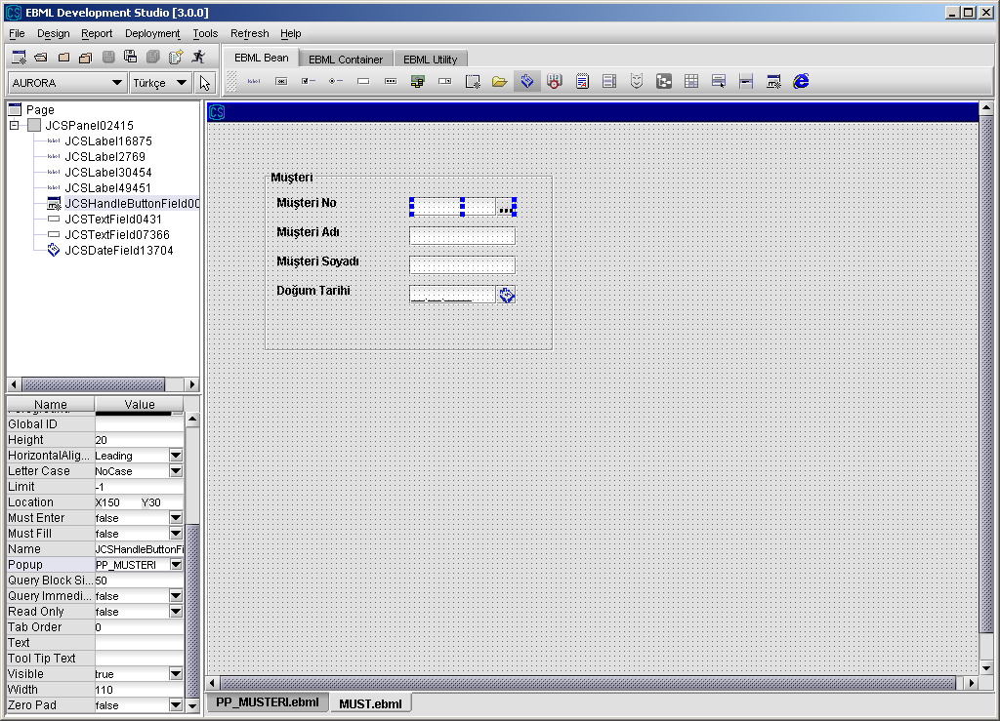 EBML Development Studio [3.0.0]
File Design Report Deployment Tools Refresh Help
EBML Bean EBML Container EBML Utility
AURORA Türkçe
Page
JCSPanel02415
JCSLabel16875
JCSLabel2769
JCSLabel30454
JCSLabel49451
JCSHandleButtonField00
JCSTextField0431
JCSTextField07366
JCSDateField13704
Name Value
Global ID
Height 20
HorizontalAlig... Leading
Letter Case NoCase
Limit -1
Location X150 Y30
Must Enter false
Must Fill false
Name JCSHandleButtonFi
Popup PP_MUSTERI
Query Block Si... 50
Query Immedi... false
Read Only false
Tab Order 0
Text
Tool Tip Text
Visible true
Width 110
Zero Pad false
CS
Müşteri
Müşteri No ...
Müşteri Adı
Müşteri Soyadı
Doğum Tarihi __.__.____
PP_MUSTERI.ebml MUST.ebml